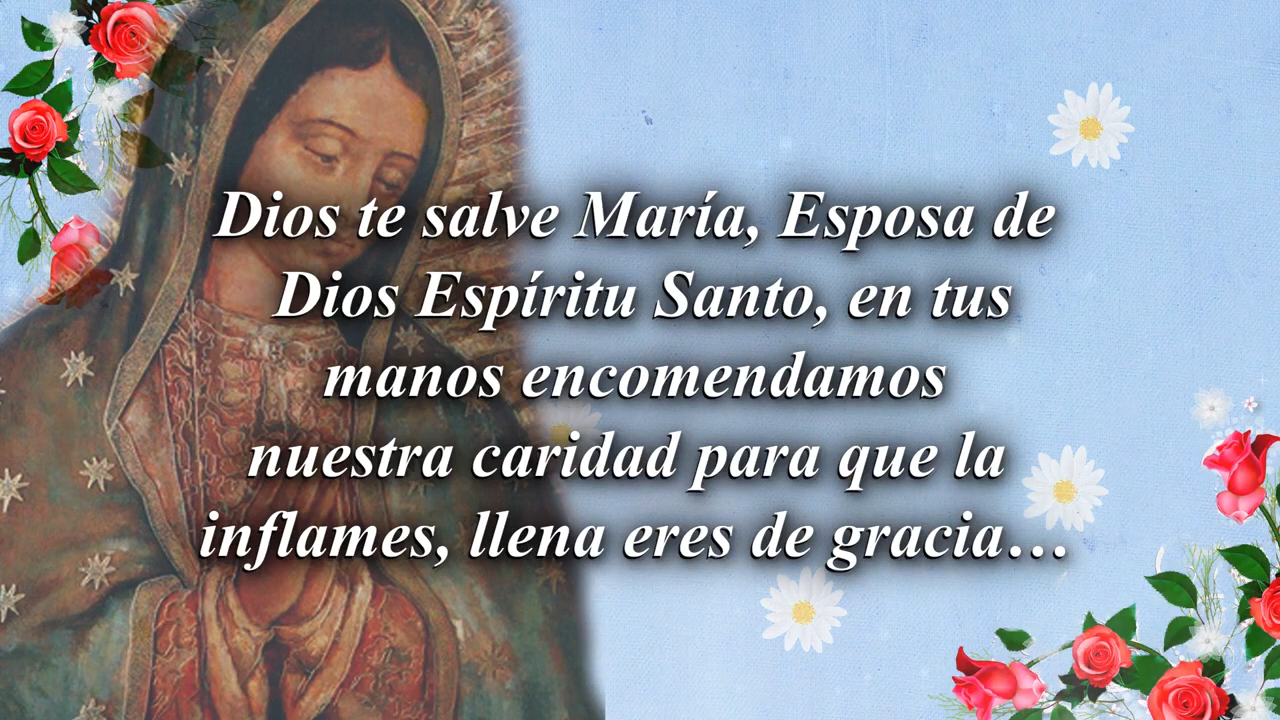 Dios te salve María, Esposa de
Dios Espíritu Santo, en tus
manos encomendamos
nuestra caridad para que la
inflames, llena eres de gracia…